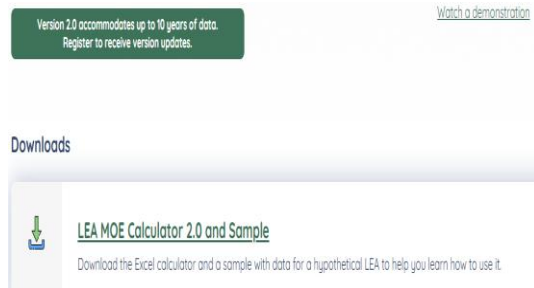 Version 2.0 accommodates up to 10 years of data.
Register to receive version updates.
Watch a demonstration
Downloads
LEA MOE Calculator 2.0 and Sample
Download the Excel calculator and a sample with data for a hypothetical LEA to help you learn how to use it.